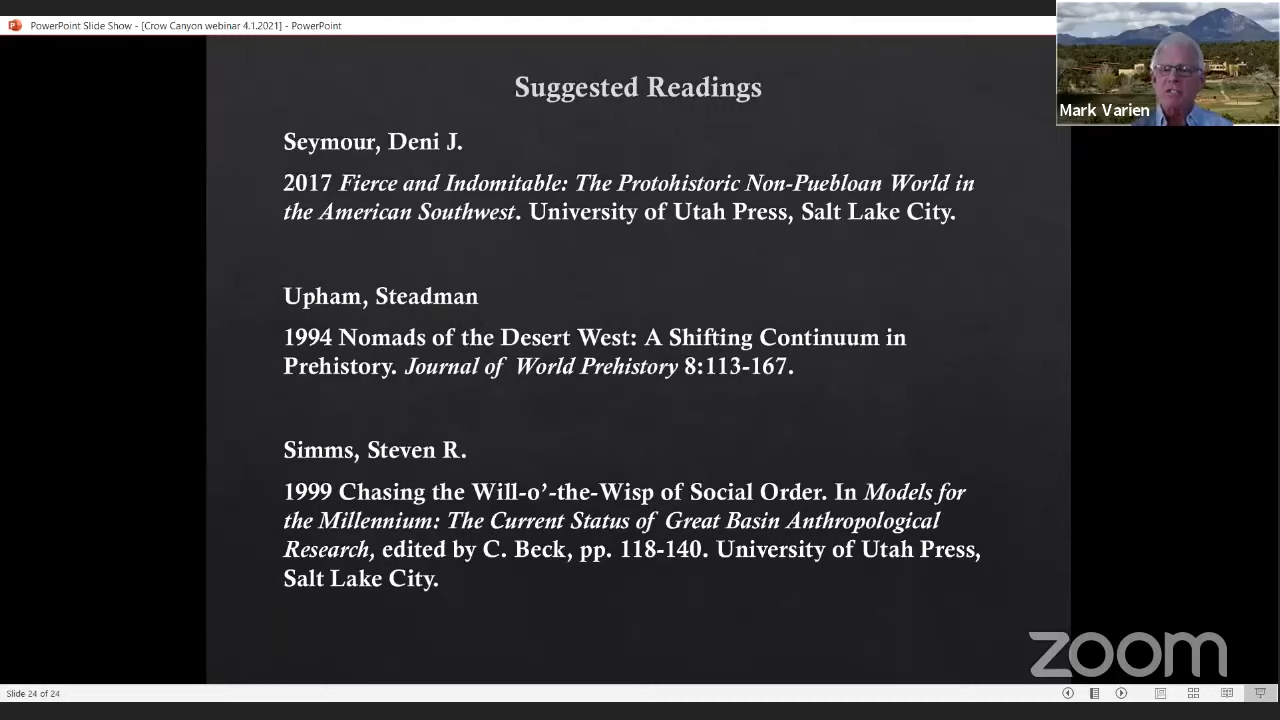 PowerPoint Slide Show - [Crow Canyon webinar 4.1.2021] - PowerPoint
Mark Varien
Suggested Readings
Seymour, Deni J.
2017 Fierce and Indomitable: The Protohistoric Non-Puebloan World in
the American Southwest. University of Utah Press, Salt Lake City.
Upham, Steadman
1994 Nomads of the Desert West: A Shifting Continuum in
Prehistory. Journal of World Prehistory 8:113-167.
Simms, Steven R.
1999 Chasing the Will-o’-the-Wisp of Social Order. In Models for
the Millennium: The Current Status of Great Basin Anthropological
Research, edited by C. Beck, pp. 118-140. University of Utah Press,
Salt Lake City.
zoom
Slide 24 of 24